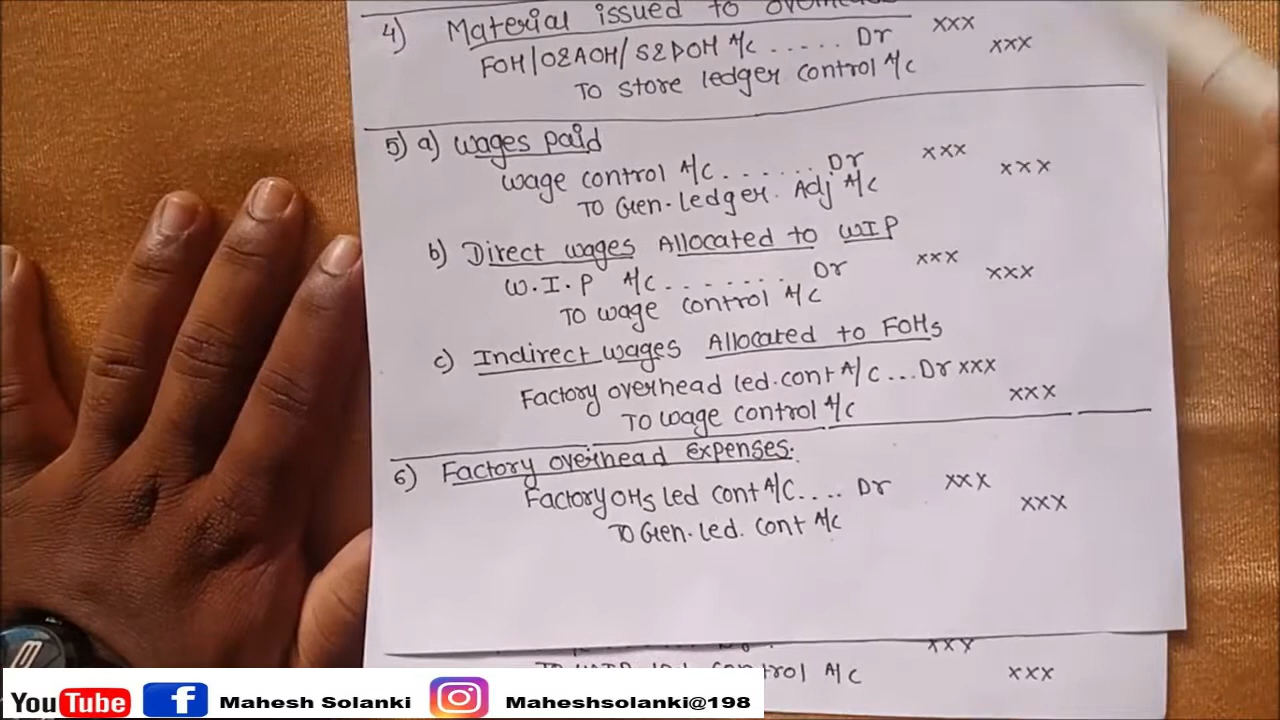 4) Material issued to
FOH/O&AOH/S&DOH A/c ..... Dr xxx
To store ledger control A/c xxx
5) a) wages paid
wage control A/c ....... Dr xxx
To Gen. Ledger. Adj A/c xxx
b) Direct wages Allocated to WIP
W.I.P A/c ....... Dr xxx
To wage control A/c xxx
c) Indirect wages Allocated to FOHs
Factory overhead led.cont A/c ... Dr xxx
To wage control A/c xxx
6) Factory overhead expenses.
Factory OHs led cont A/c.... Dr xxx
To Gen. led. cont A/c xxx
xxx
control A/c xxx
YouTube f Mahesh Solanki Maheshsolanki@198